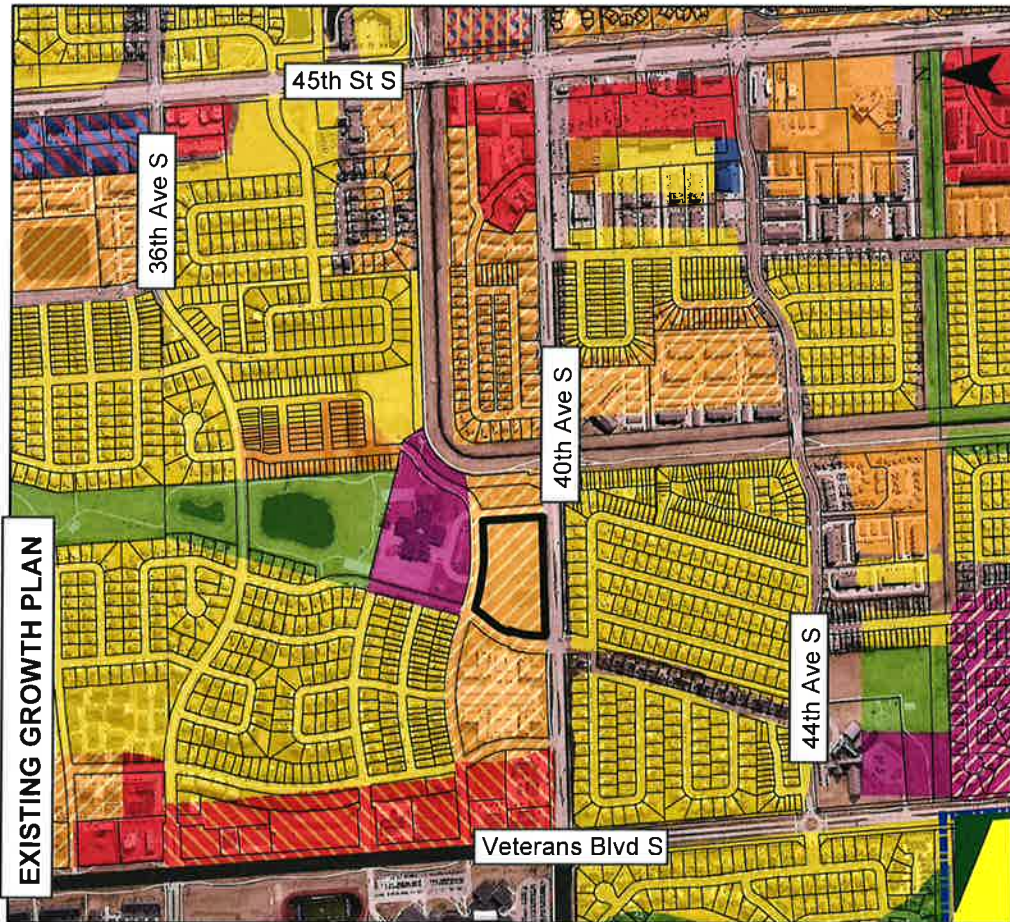 45th St S
36th Ave S
40th Ave S
EXISTING GROWTH PLAN
44th Ave S
Veterans Blvd S